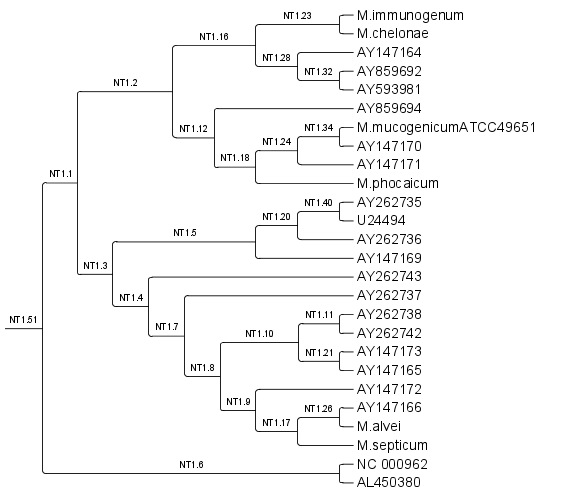 M.immunogenum
NT1.23
M.chelonae
NT1.16
AY147164
NT1.28
AY859692
NT1.32
AY593981
NT1.2
AY859694
M.mucogenicumATCC49651
NT1.34
NT1.12
AY147170
NT1.24
AY147171
NT1.18
M.phocaicum
NT1.1
AY262735
NT1.40
U24494
NT1.20
AY262736
NT1.5
AY147169
NT1.3
AY262743
NT1.4
AY262737
AY262738
NT1.11
NT1.7
AY262742
NT1.10
AY147173
NT1.21
AY147165
NT1.8
AY147172
NT1.9
AY147166
NT1.26
M.alvei
NT1.17
M.septicum
NT1.51
NC 000962
NT1.6
AL450380